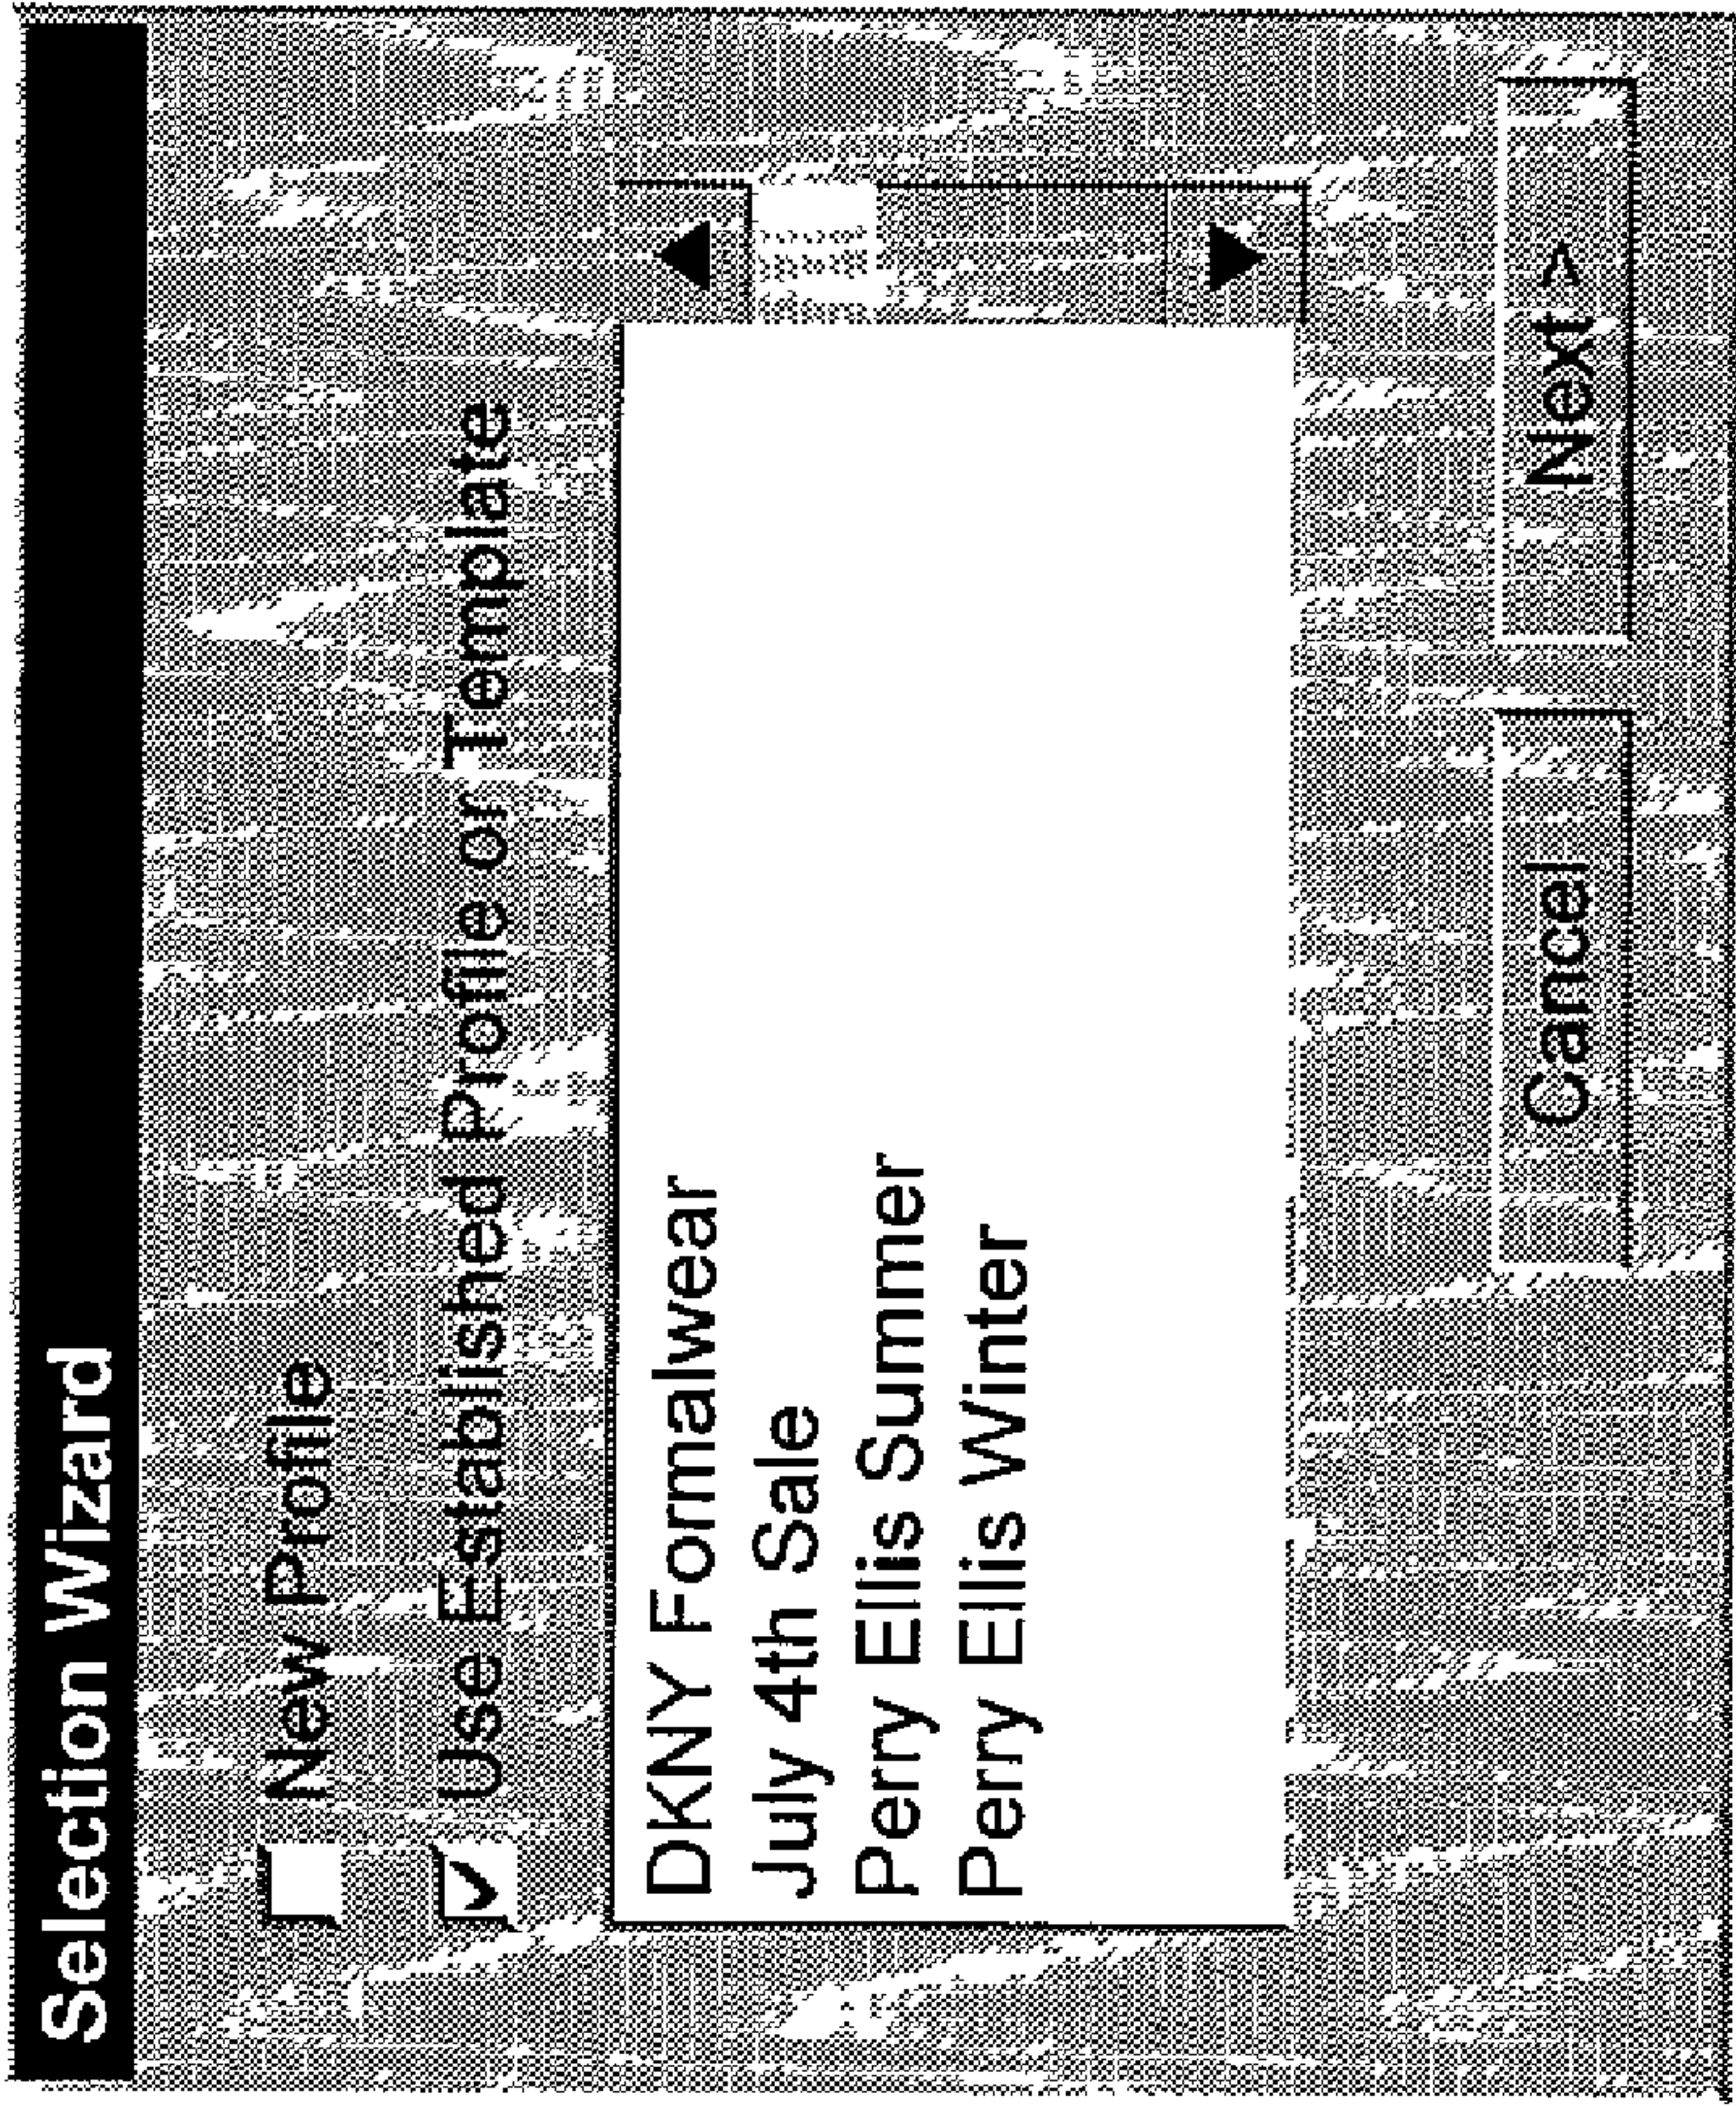 Selection Wizard
New Profile
Use Established Profile or Template
DKNY Formalwear
July 4th Sale
Perry Ellis Summer
Perry Ellis Winter
Cancel
Next >